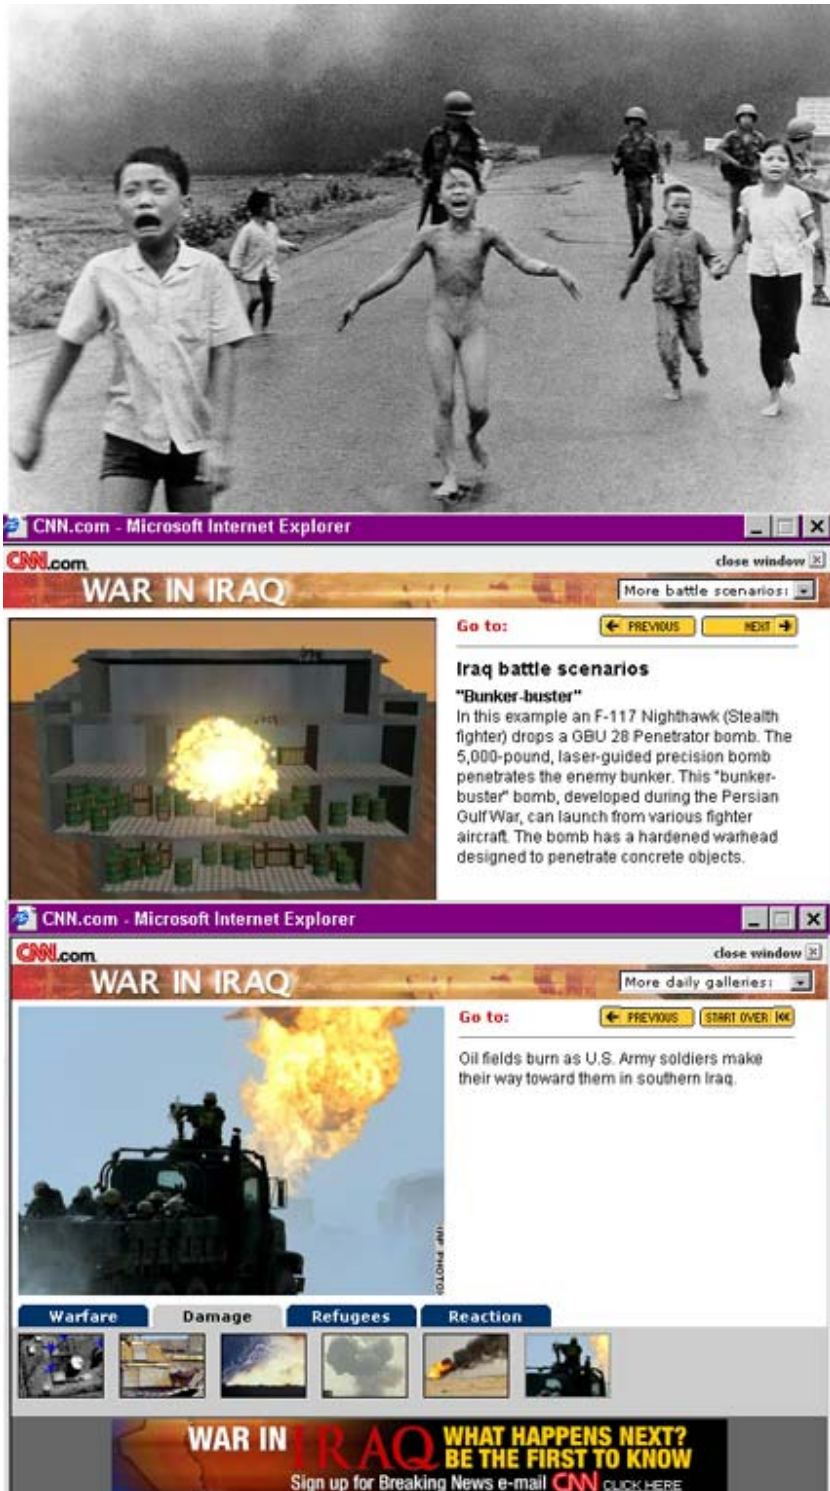 CNN.com - Microsoft Internet Explorer
CNN.com
close window
WAR IN IRAQ
More battle scenarios:
Go to:
PREVIOUS
NEXT
Iraq battle scenarios
"Bunker-buster"
In this example an F-117 Nighthawk (Stealth
fighter) drops a GBU 28 Penetrator bomb. The
5,000-pound, laser-guided precision bomb
penetrates the enemy bunker. This "bunker-
buster" bomb, developed during the Persian
Gulf War, can launch from various fighter
aircraft. The bomb has a hardened warhead
designed to penetrate concrete objects.
CNN.com - Microsoft Internet Explorer
CNN.com
close window
WAR IN IRAQ
More daily galleries:
Go to:
PREVIOUS
START OVER
Oil fields burn as U.S. Army soldiers make
their way toward them in southern Iraq.
(AP PHOTO)
Warfare
Damage
Refugees
Reaction
WAR IN IRAQ
WHAT HAPPENS NEXT?
BE THE FIRST TO KNOW
Sign up for Breaking News e-mail CNN CLICK HERE